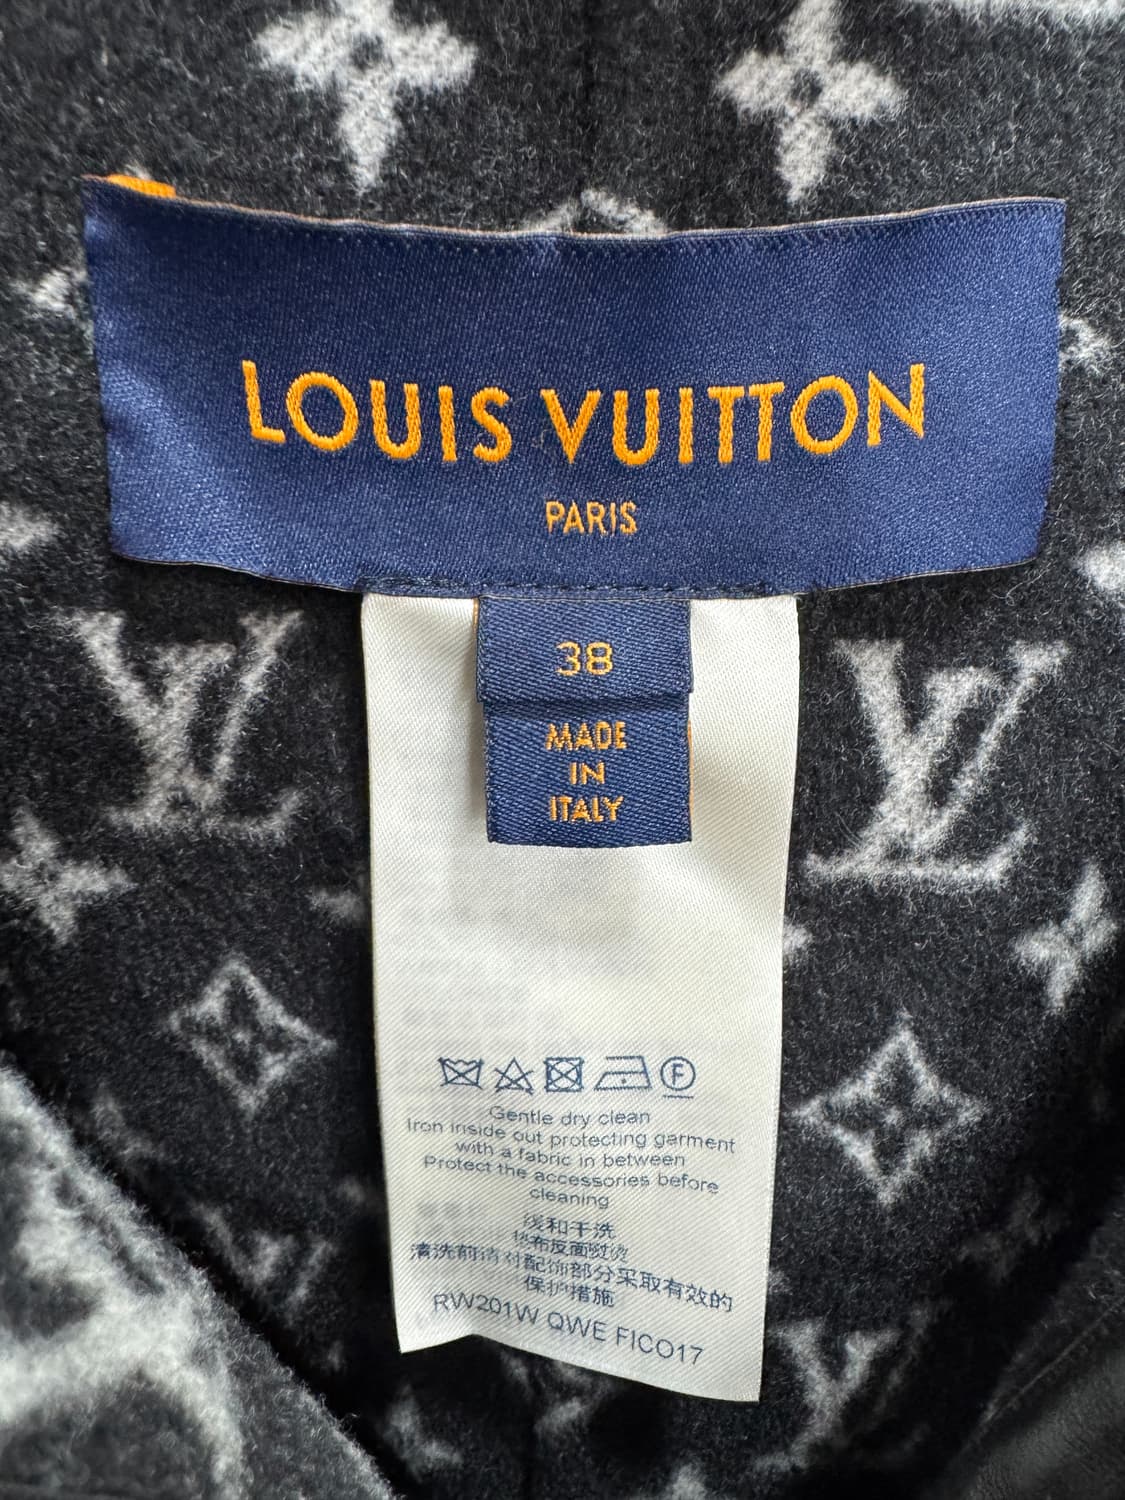 LOUIS VUITTON
PARIS
38
MADE
IN
ITALY
F
Gentle dry clean
Iron inside out protecting garment
with a fabric in between
Protect the accessories before
cleaning
缓和干洗
垫布反面熨烫
清洗前请对配饰部分采取有效的
保护措施
RW201W QWE FICO17